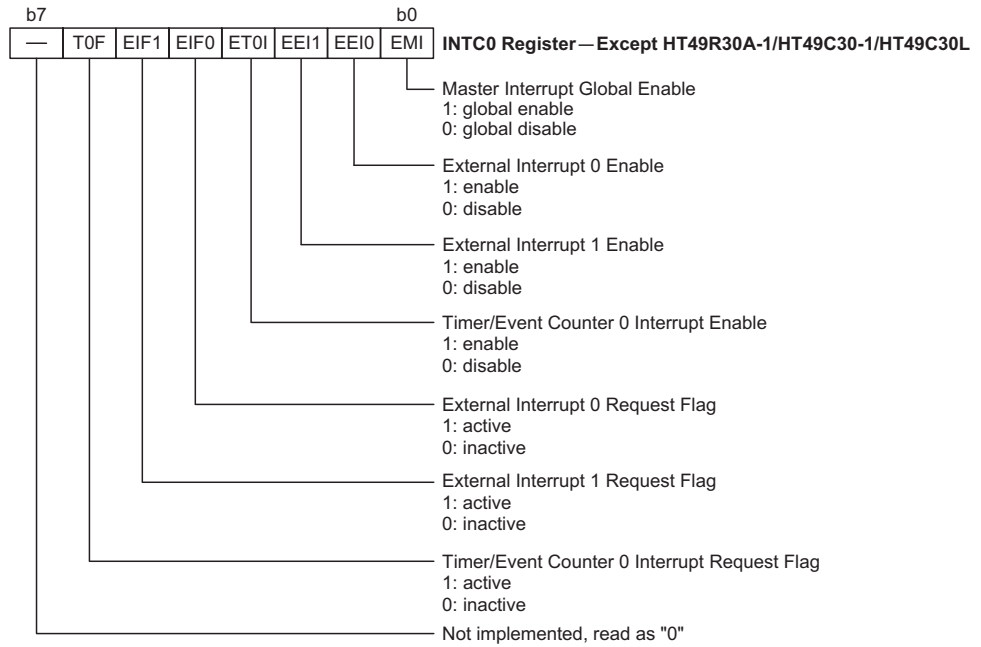 b7 b0
— T0F EIF1 EIF0 ET0I EEI1 EEI0 EMI INTC0 Register—Except HT49R30A-1/HT49C30-1/HT49C30L
Master Interrupt Global Enable
1: global enable
0: global disable
External Interrupt 0 Enable
1: enable
0: disable
External Interrupt 1 Enable
1: enable
0: disable
Timer/Event Counter 0 Interrupt Enable
1: enable
0: disable
External Interrupt 0 Request Flag
1: active
0: inactive
External Interrupt 1 Request Flag
1: active
0: inactive
Timer/Event Counter 0 Interrupt Request Flag
1: active
0: inactive
Not implemented, read as "0"